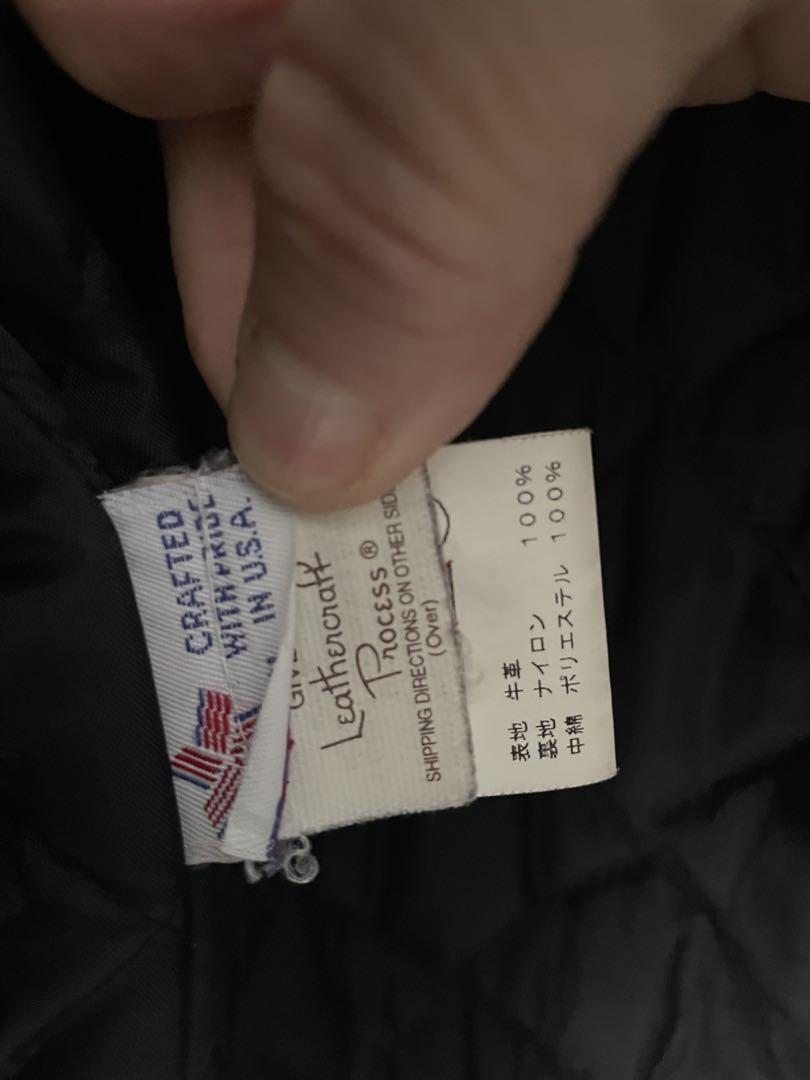 CRAFTED
WITH PRIDE
IN U.S.A.
Leathercraft
Process ®
SHIPPING DIRECTIONS ON OTHER SIDE
(Over)
表地 牛革
裏地 ナイロン １００％
中綿 ポリエステル １００％